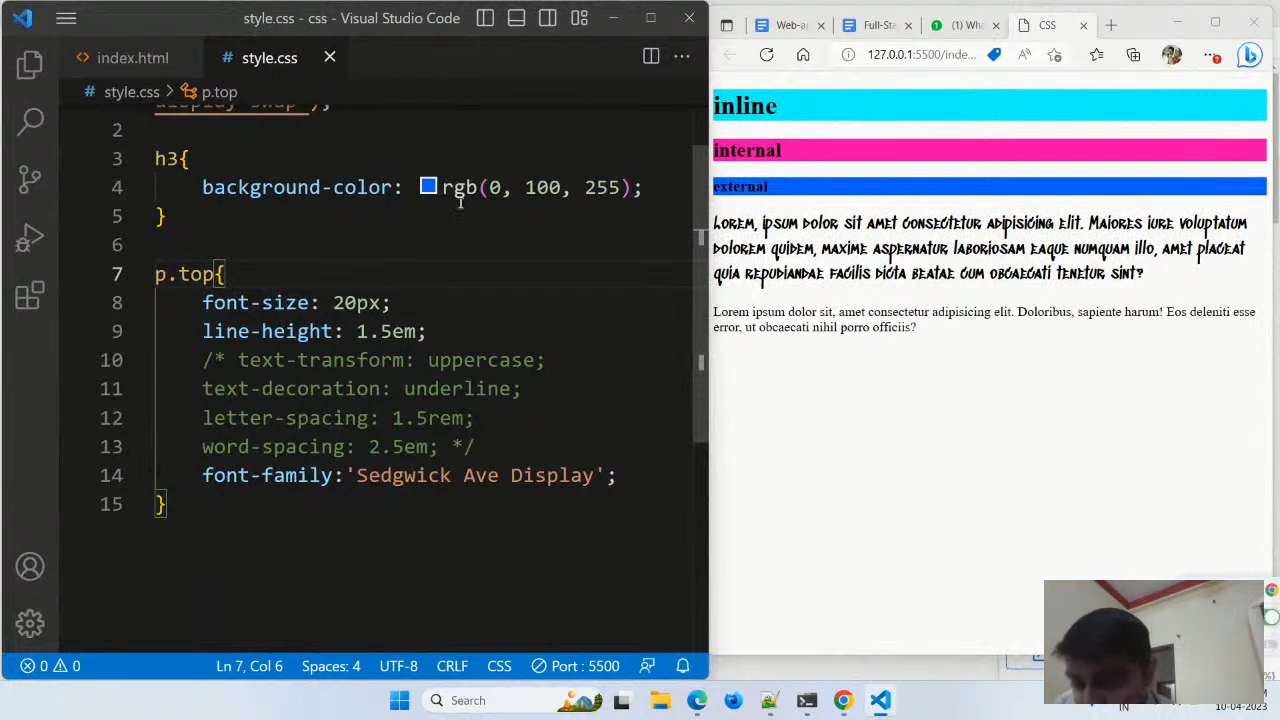 style.css - css - Visual Studio Code
index.html
style.css
style.css > p.top
display=swap');
2
3 h3{
4 background-color: rgb(0, 100, 255);
5 }
6
7 p.top{
8 font-size: 20px;
9 line-height: 1.5em;
10 /* text-transform: uppercase;
11 text-decoration: underline;
12 letter-spacing: 1.5rem;
13 word-spacing: 2.5em; */
14 font-family:'Sedgwick Ave Display';
15 }
0 0 Ln 7, Col 6 Spaces: 4 UTF-8 CRLF CSS Port : 5500
Web-a
Full-Sta
(1) Wh
CSS
127.0.0.1:5500/inde...
inline
internal
external
Lorem, ipsum dolor sit amet consectetur adipisicing elit. Maiores iure voluptatum
dolorem quidem, maxime aspernatur laboriosam eaque numquam illo, amet placeat
quia repudiandae facilis dicta beatae cum obcaecati tenetur sint?
Lorem ipsum dolor sit, amet consectetur adipisicing elit. Doloribus, sapiente harum! Eos deleniti esse
error, ut obcaecati nihil porro officiis?
Search
IN
10-04-2023